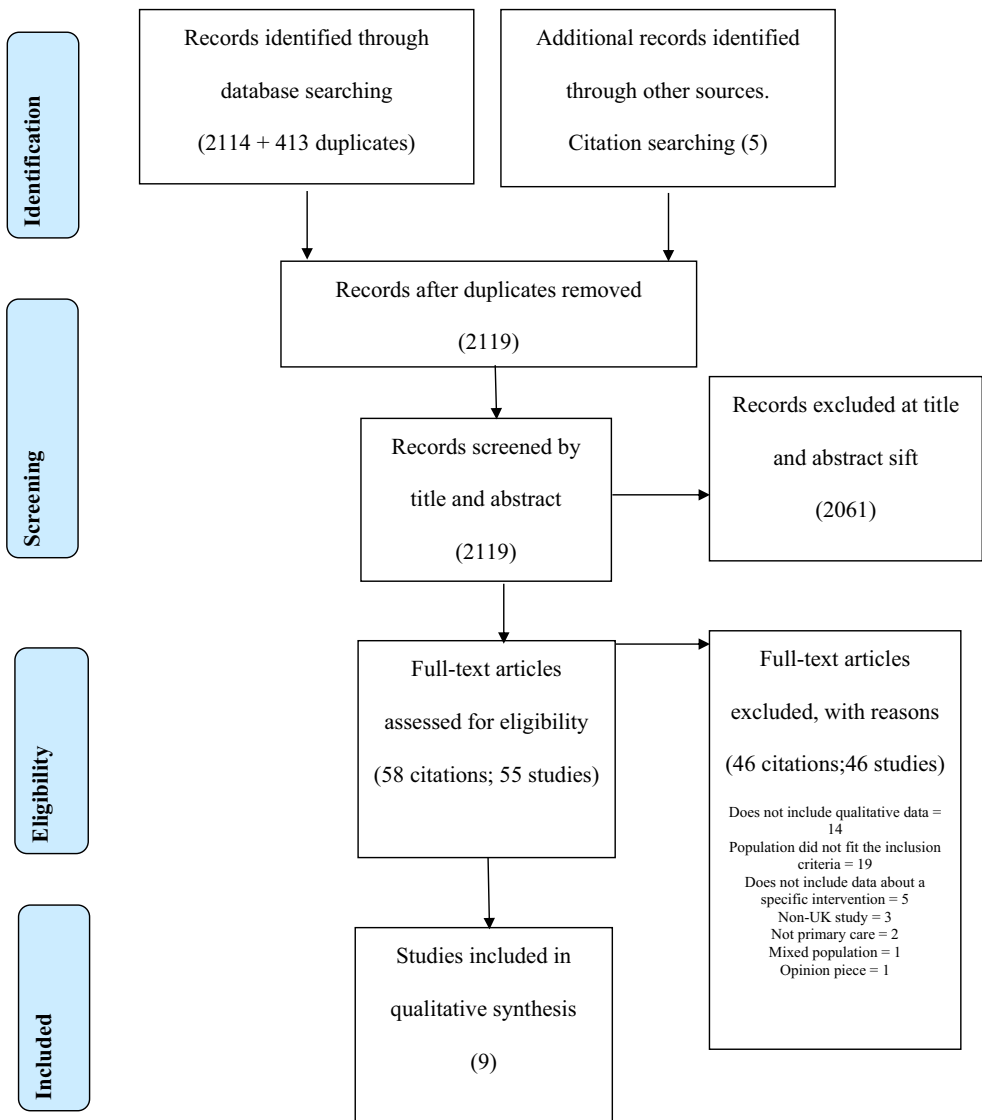 Identification
Records identified through
database searching
(2114 + 413 duplicates)
Additional records identified
through other sources.
Citation searching (5)
Records after duplicates removed
(2119)
Screening
Records screened by
title and abstract
(2119)
Records excluded at title
and abstract sift
(2061)
Eligibility
Full-text articles
assessed for eligibility
(58 citations; 55 studies)
Full-text articles
excluded, with reasons
(46 citations;46 studies)
Does not include qualitative data =
14
Population did not fit the inclusion
criteria = 19
Does not include data about a
specific intervention = 5
Non-UK study = 3
Not primary care = 2
Mixed population = 1
Opinion piece = 1
Included
Studies included in
qualitative synthesis
(9)